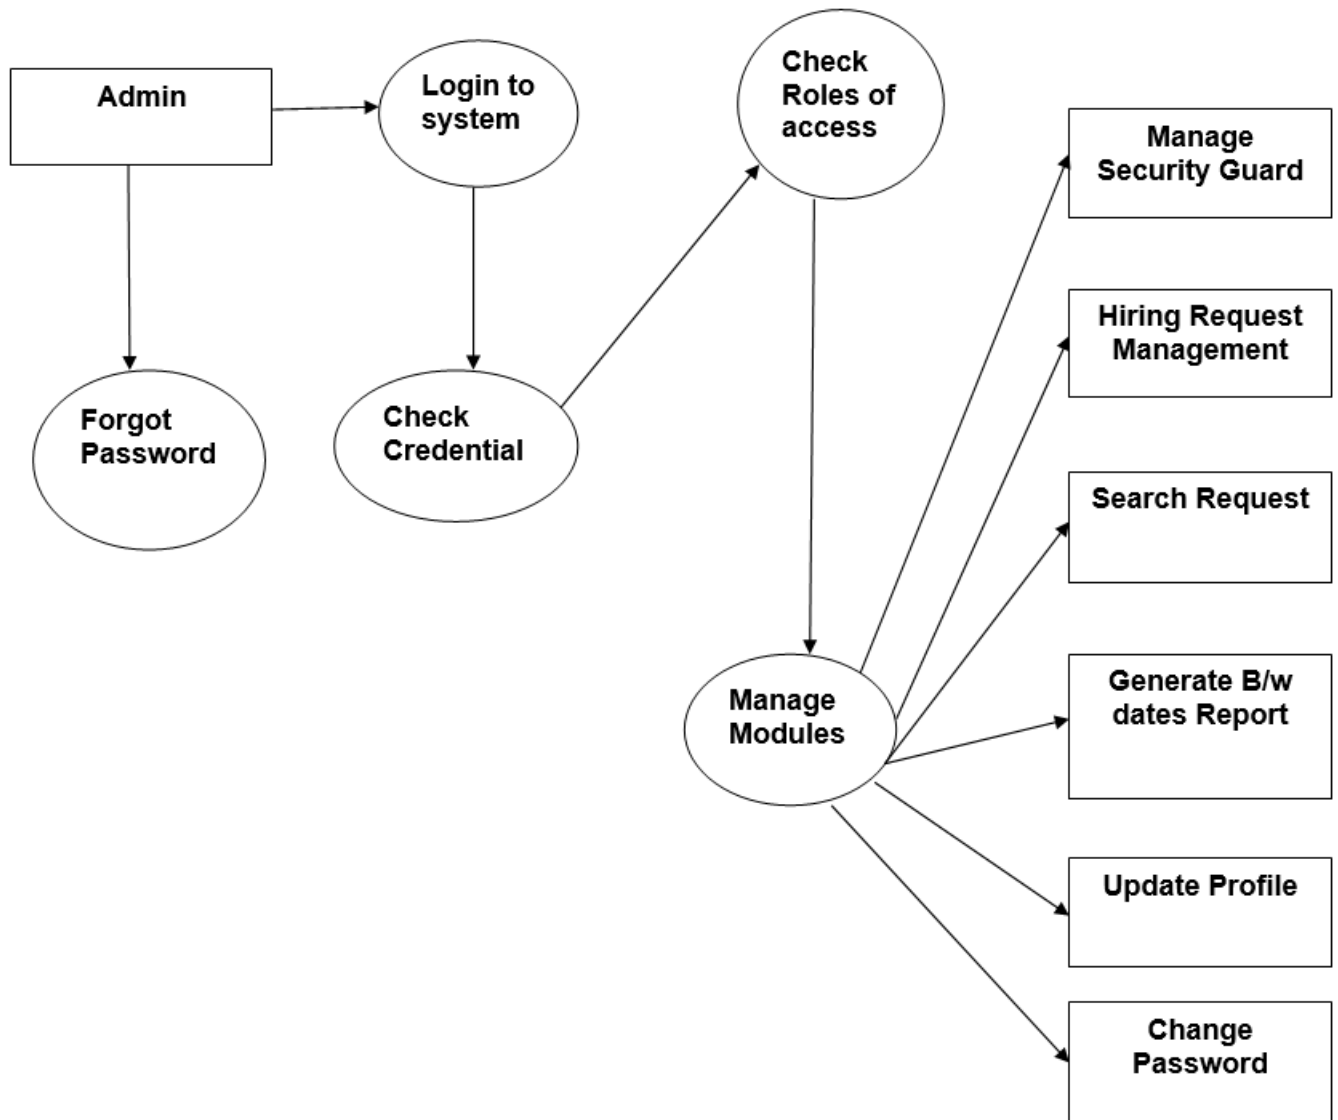 Admin
Login to
system
Check
Roles of
access
Manage
Security Guard
Hiring Request
Management
Forgot
Password
Check
Credential
Search Request
Manage
Modules
Generate B/w
dates Report
Update Profile
Change
Password